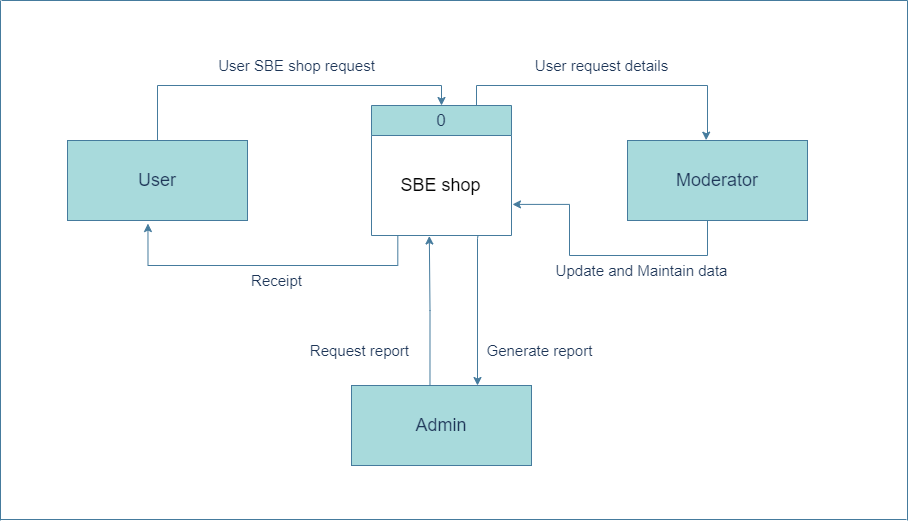 User SBE shop request
User request details
0
User
SBE shop
Moderator
Receipt
Update and Maintain data
Request report
Generate report
Admin